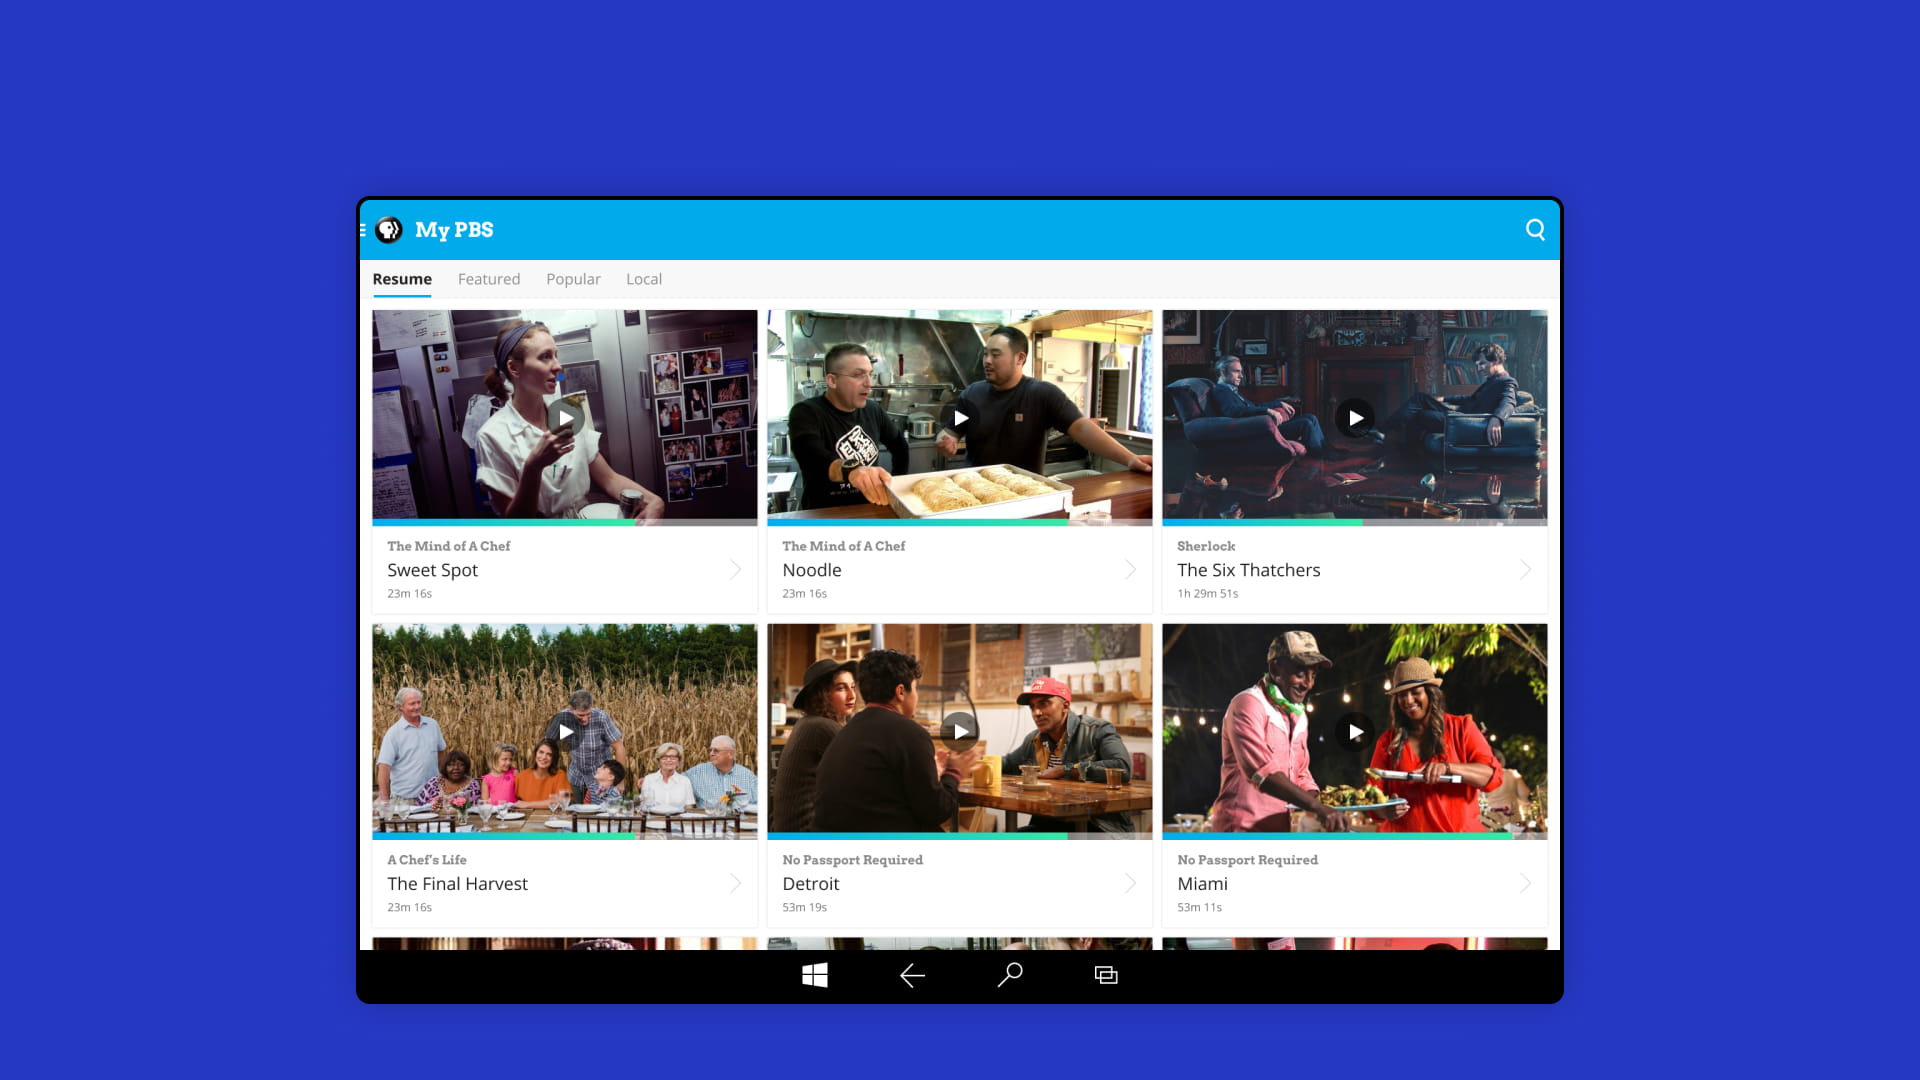 My PBS
Resume Featured Popular Local
The Mind of A Chef
Sweet Spot
23m 16s
The Mind of A Chef
Noodle
23m 16s
Sherlock
The Six Thatchers
1h 29m 51s
A Chef's Life
The Final Harvest
23m 16s
No Passport Required
Detroit
53m 19s
No Passport Required
Miami
53m 11s